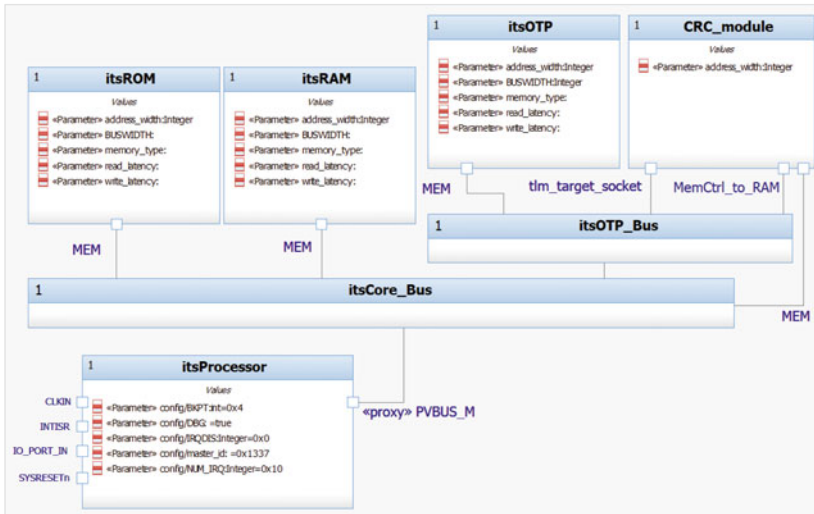 1
itsROM
Values
«Parameter» address_width:Integer
«Parameter» BUSWIDTH:
«Parameter» memory_type:
«Parameter» read_latency:
«Parameter» write_latency:
MEM
1
itsRAM
Values
«Parameter» address_width:Integer
«Parameter» BUSWIDTH:
«Parameter» memory_type:
«Parameter» read_latency:
«Parameter» write_latency:
MEM
1
itsOTP
Values
«Parameter» address_width:Integer
«Parameter» BUSWIDTH:Integer
«Parameter» memory_type:
«Parameter» read_latency:
«Parameter» write_latency:
MEM
1
CRC_module
Values
«Parameter» address_width:Integer
tlm_target_socket
MemCtrl_to_RAM
1
itsOTP_Bus
1
itsCore_Bus
MEM
1
itsProcessor
Values
«Parameter» config/BKPT:int=0x4
«Parameter» config/DBG: =true
«Parameter» config/IRQDIS:Integer=0x0
«Parameter» config/master_id: =0x1337
«Parameter» config/NUM_IRQ:Integer=0x10
CLKIN
INTISR
IO_PORT_IN
SYSRESETn
«proxy» PVBUS_M